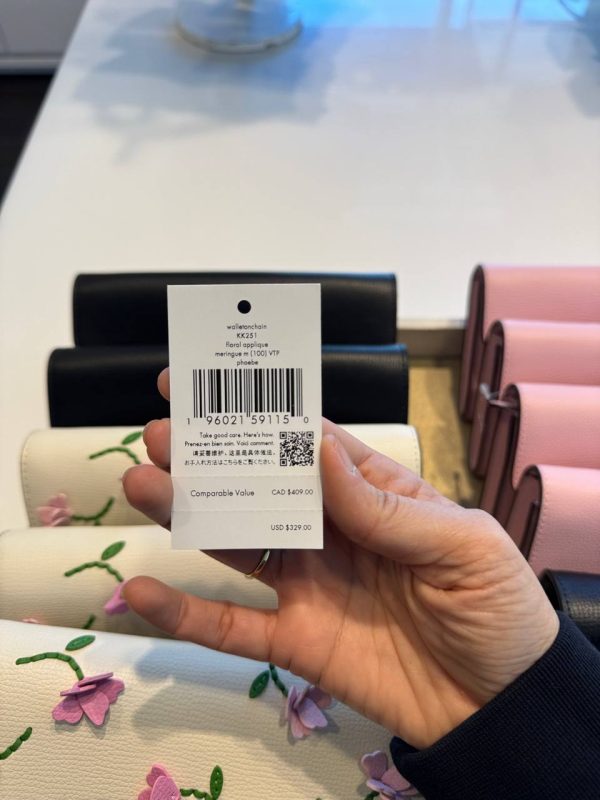 walletonchain
KK251
floral applique
meringue m (100) VTP
phoebe
1 96021 59115 0
Take good care. Here's how.
Prenez-en bien soin. Voici comment.
请妥善维护，这里是具体做法。
お手入れ方法はこちらをご覧ください。
Comparable Value CAD $409.00
USD $329.00